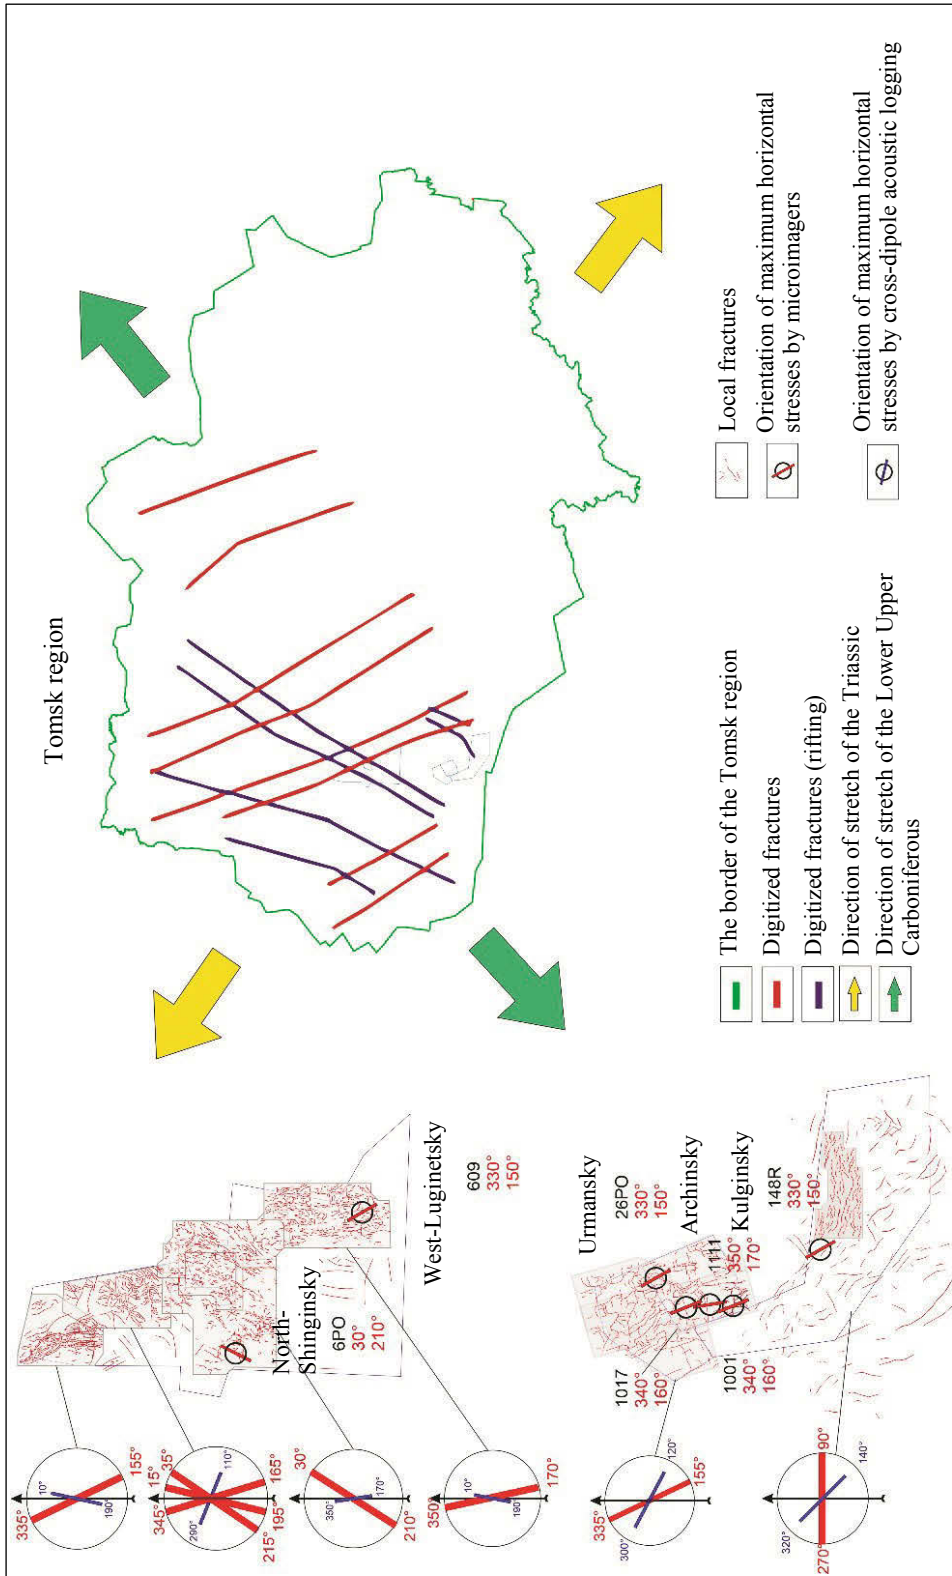 Tomsk region
335°
10°
190°
155°
345°
15°
35°
290°
110°
215°
195°
165°
30°
350°
170°
210°
350°
10°
190°
170°
335°
300°
120°
155°
320°
270°
90°
140°
North-
Shinginsky
6PO
30°
210°
West-Luginetsky
609
330°
150°
Urmansky
26PO
330°
150°
Archinsky
1111
350°
170°
Kulginsky
1017
340°
160°
1001
340°
160°
148R
330°
150°
The border of the Tomsk region
Digitized fractures
Digitized fractures (rifting)
Direction of stretch of the Triassic
Direction of stretch of the Lower Upper
Carboniferous
Local fractures
Orientation of maximum horizontal
stresses by microimagers
Orientation of maximum horizontal
stresses by cross-dipole acoustic logging